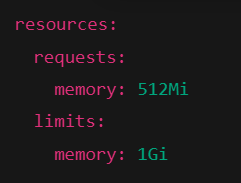 resources:
  requests:
    memory: 512Mi
  limits:
    memory: 1Gi